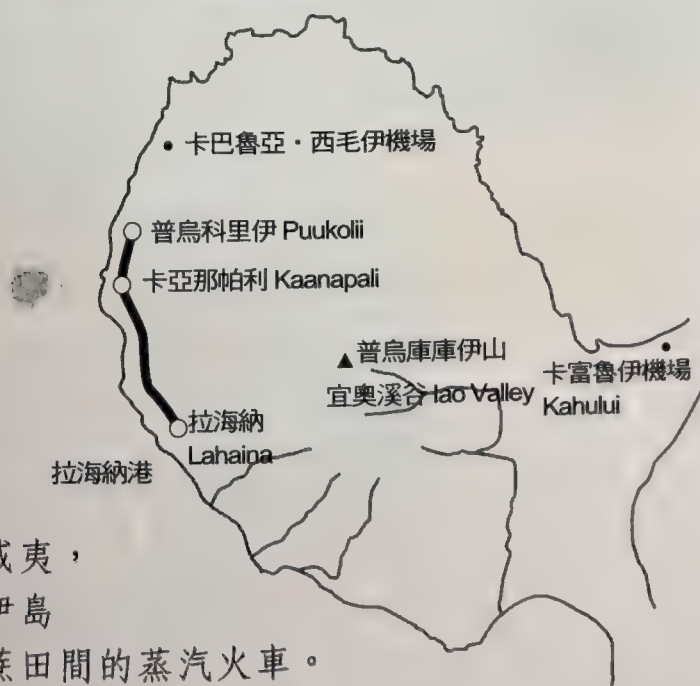 卡巴魯亞・西毛伊機場
普烏科里伊 Puukolii
卡亞那帕利 Kaanapali
普烏庫庫伊山
宜奧溪谷 Iao Valley
卡富魯伊機場
Kahului
拉海納
Lahaina
拉海納港
夷，
島
田間的蒸汽火車。